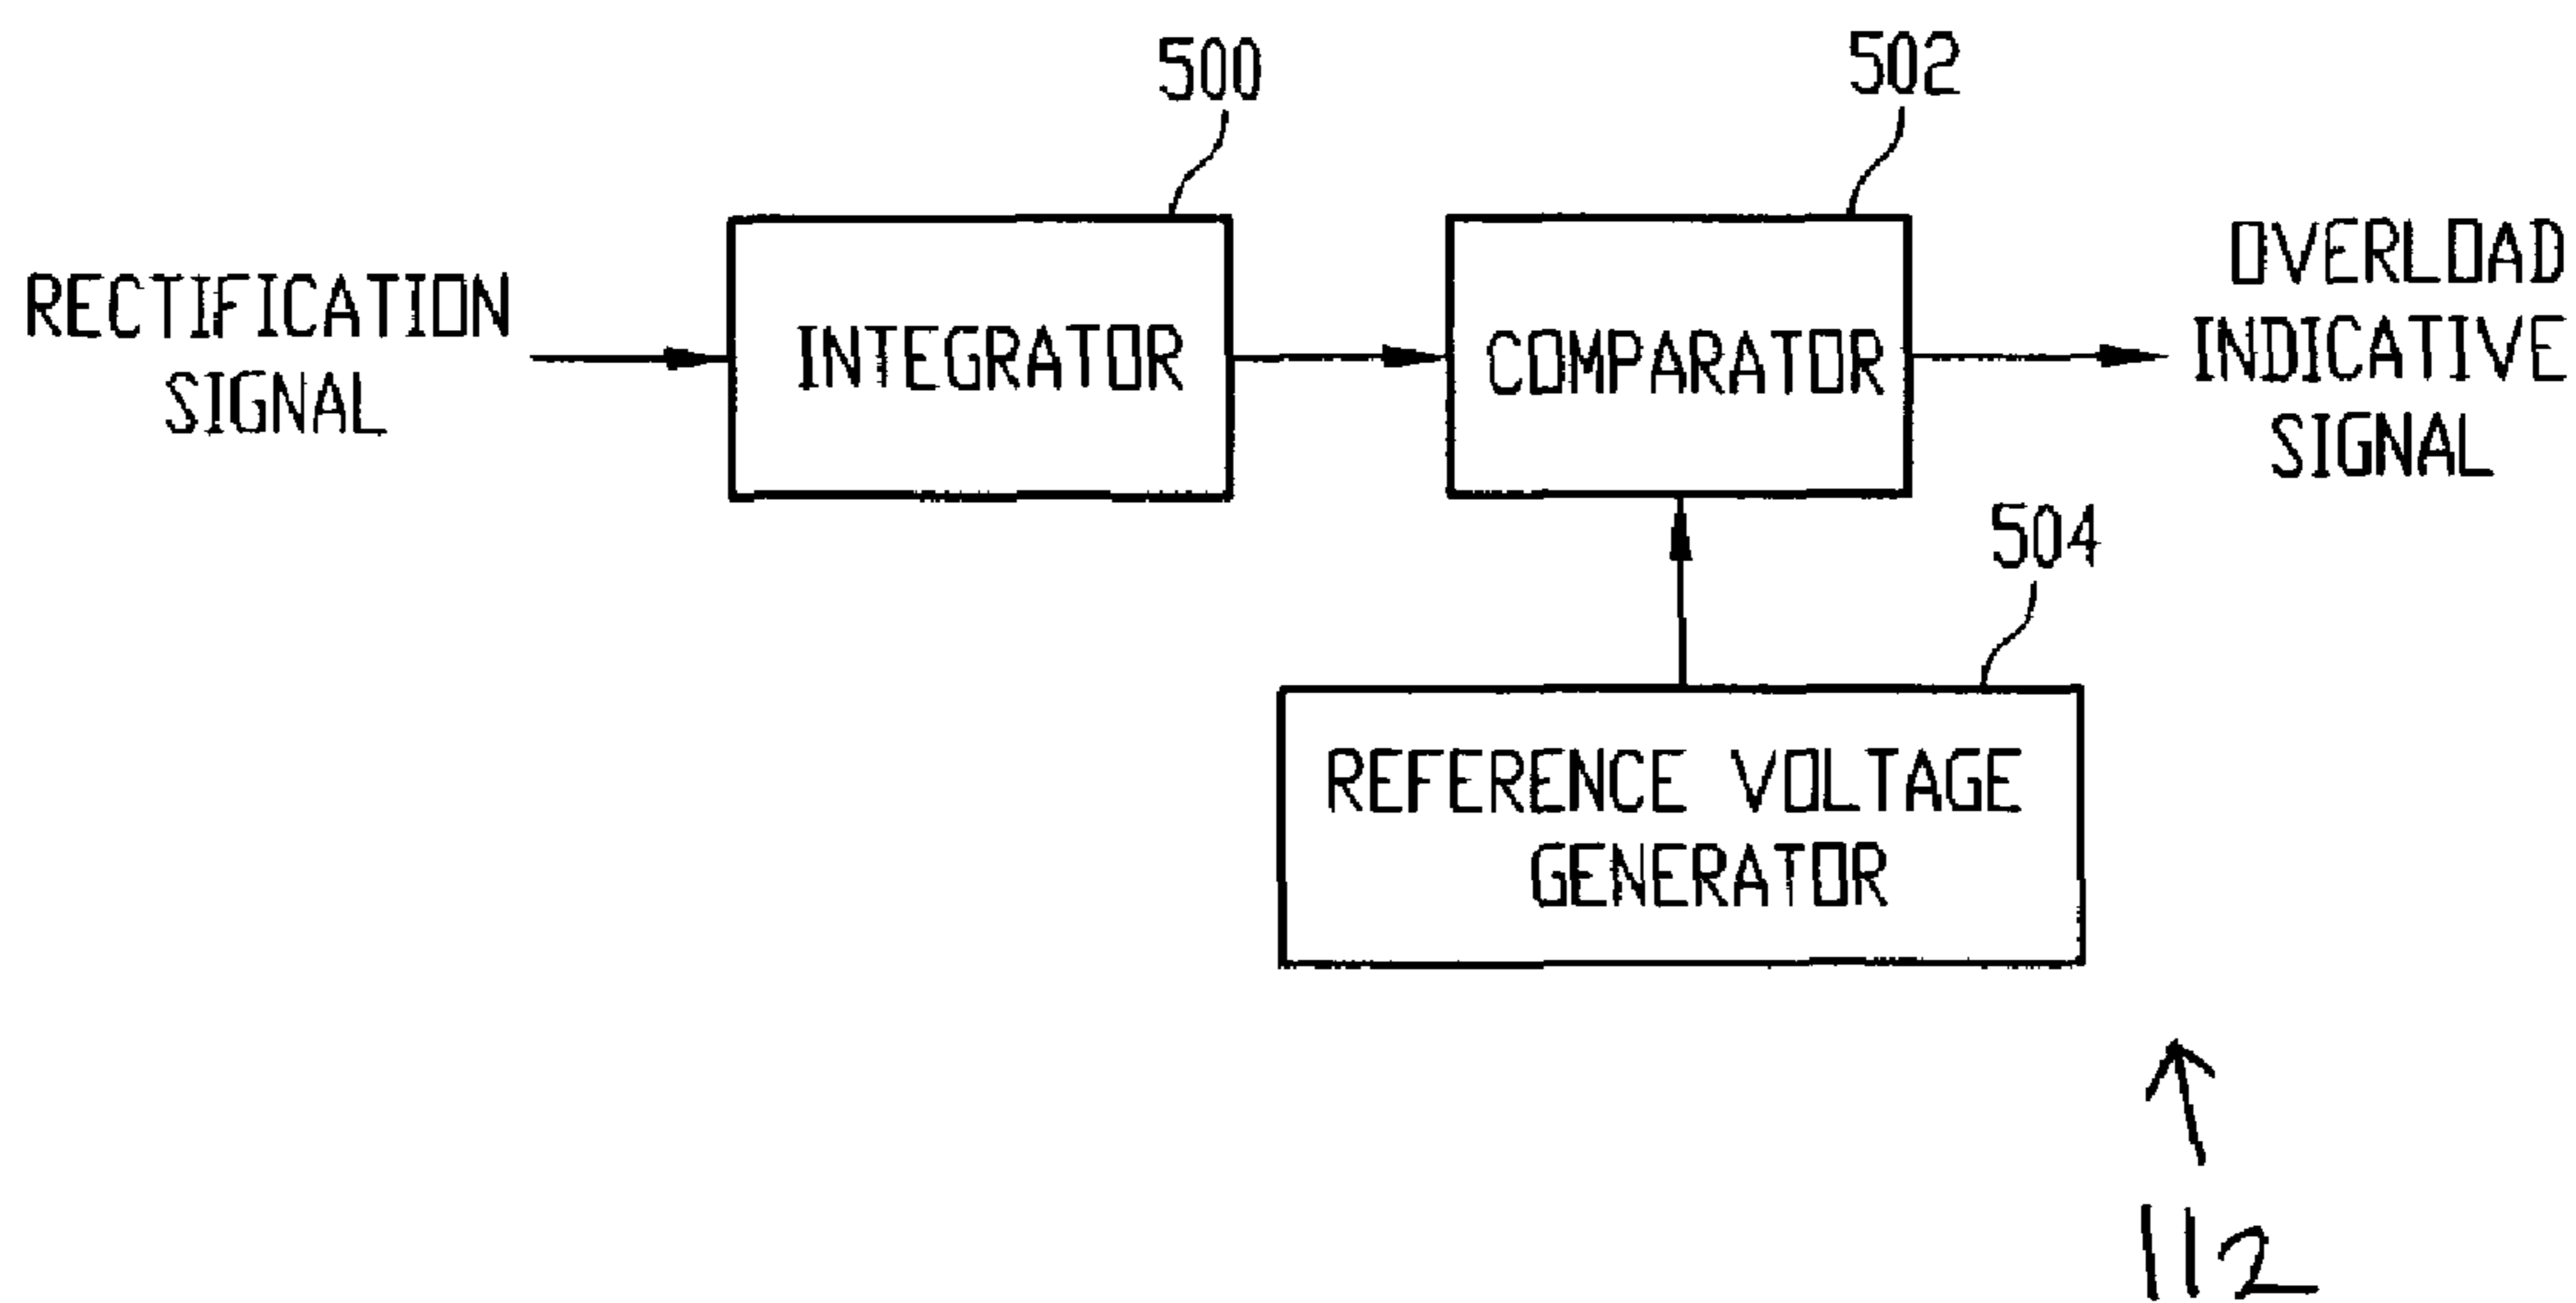 500
502
RECTIFICATION
SIGNAL
INTEGRATOR
COMPARATOR
OVERLOAD
INDICATIVE
SIGNAL
504
REFERENCE VOLTAGE
GENERATOR
112